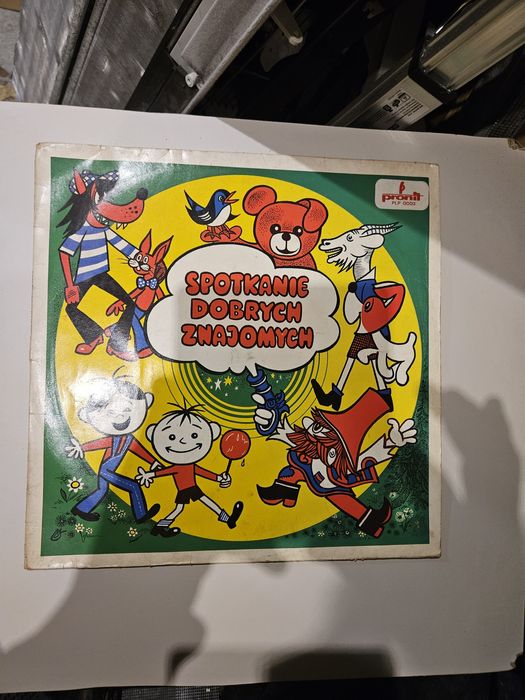 pronit
PLP 0003
SPOTKANIE
DOBRYCH
ZNAJOMYCH